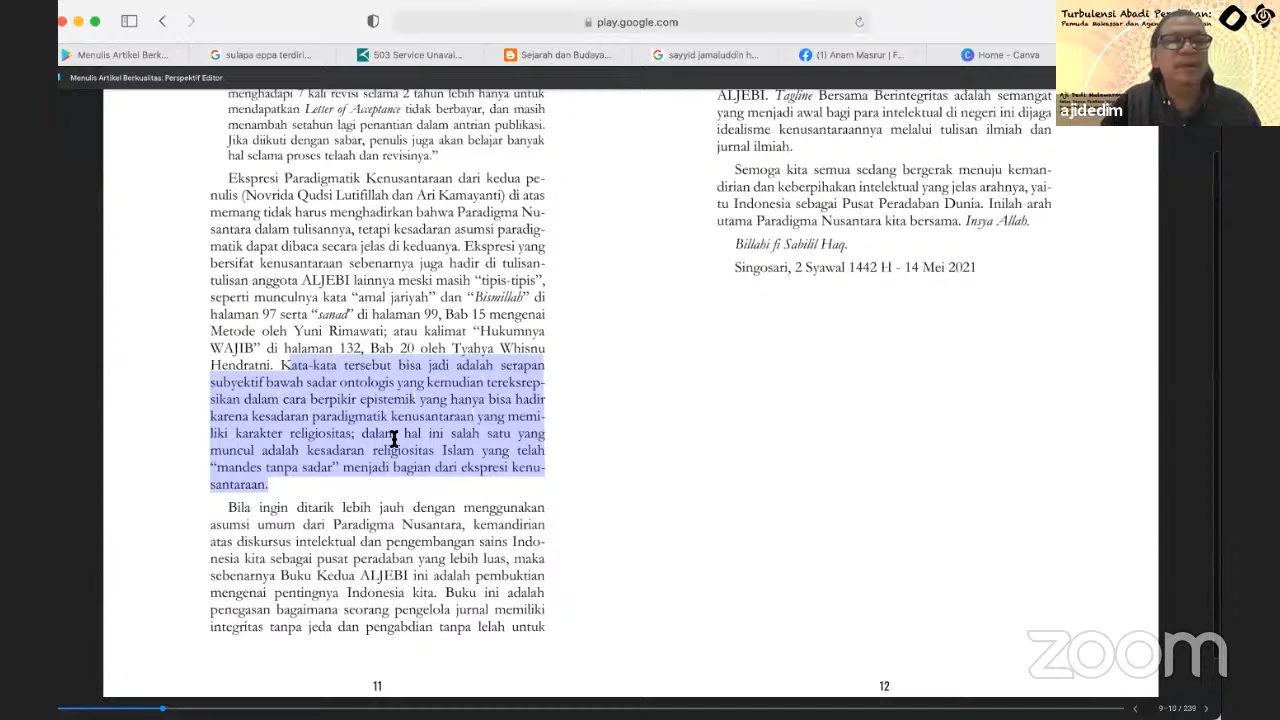 play.google.com
Menulis Artikel Berk...
sulapa eppa terdiri...
503 Service Unavai...
Sejarah dan Budaya...
sayyid jamaluddin h...
(1) Anam Masrur | F...
Home – Canva
Menulis Artikel Berkualitas: Perspektif Editor
menghadapi 7 kali revisi selama 2 tahun lebih hanya untuk
mendapatkan Letter of Acceptance tidak berbayar, dan masih
menambah setahun lagi penantian dalam antrian publikasi.
Jika diikuti dengan sabar, penulis juga akan belajar banyak
hal selama proses telaah dan revisinya.”
Ekspresi Paradigmatik Kenusantaraan dari kedua pe-
nulis (Novrida Qudsi Lutifillah dan Ari Kamayanti) di atas
memang tidak harus menghadirkan bahwa Paradigma Nu-
santara dalam tulisannya, tetapi kesadaran asumsi paradig-
matik dapat dibaca secara jelas di keduanya. Ekspresi yang
bersifat kenusantaraan sebenarnya juga hadir di tulisan-
tulisan anggota ALJEBI lainnya meski masih “tipis-tipis”,
seperti munculnya kata “amal jariyah” dan “Bismillah” di
halaman 97 serta “sanad” di halaman 99, Bab 15 mengenai
Metode oleh Yuni Rimawati; atau kalimat “Hukumnya
WAJIB” di halaman 132, Bab 20 oleh Tyahya Whisnu
Hendratni. Kata-kata tersebut bisa jadi adalah serapan
subyektif bawah sadar ontologis yang kemudian tereksrep-
sikan dalam cara berpikir epistemik yang hanya bisa hadir
karena kesadaran paradigmatik kenusantaraan yang memi-
liki karakter religiositas; dalam hal ini salah satu yang
muncul adalah kesadaran religiositas Islam yang telah
“mandes tanpa sadar” menjadi bagian dari ekspresi kenu-
santaraan.
Bila ingin ditarik lebih jauh dengan menggunakan
asumsi umum dari Paradigma Nusantara, kemandirian
atas diskursus intelektual dan pengembangan sains Indo-
nesia kita sebagai pusat peradaban yang lebih luas, maka
sebenarnya Buku Kedua ALJEBI ini adalah pembuktian
mengenai pentingnya Indonesia kita. Buku ini adalah
penegasan bagaimana seorang pengelola jurnal memiliki
integritas tanpa jeda dan pengabdian tanpa lelah untuk
11
ALJEBI. Tagline Bersama Berintegritas adalah semangat
yang menjadi awal bagi para intelektual di negeri ini dijaga
idealisme kenusantaraannya melalui tulisan ilmiah dan
jurnal ilmiah.
Semoga kita semua sedang bergerak menuju keman-
dirian dan keberpihakan intelektual yang jelas arahnya, yai-
tu Indonesia sebagai Pusat Peradaban Dunia. Inilah arah
utama Paradigma Nusantara kita bersama. Insya Allah.
Billahi fi Sabilil Haq.
Singosari, 2 Syawal 1442 H - 14 Mei 2021
12
9-10 / 239
Turbulensi Abadi
Pemuda Makassar dan
ajidedim
zoom